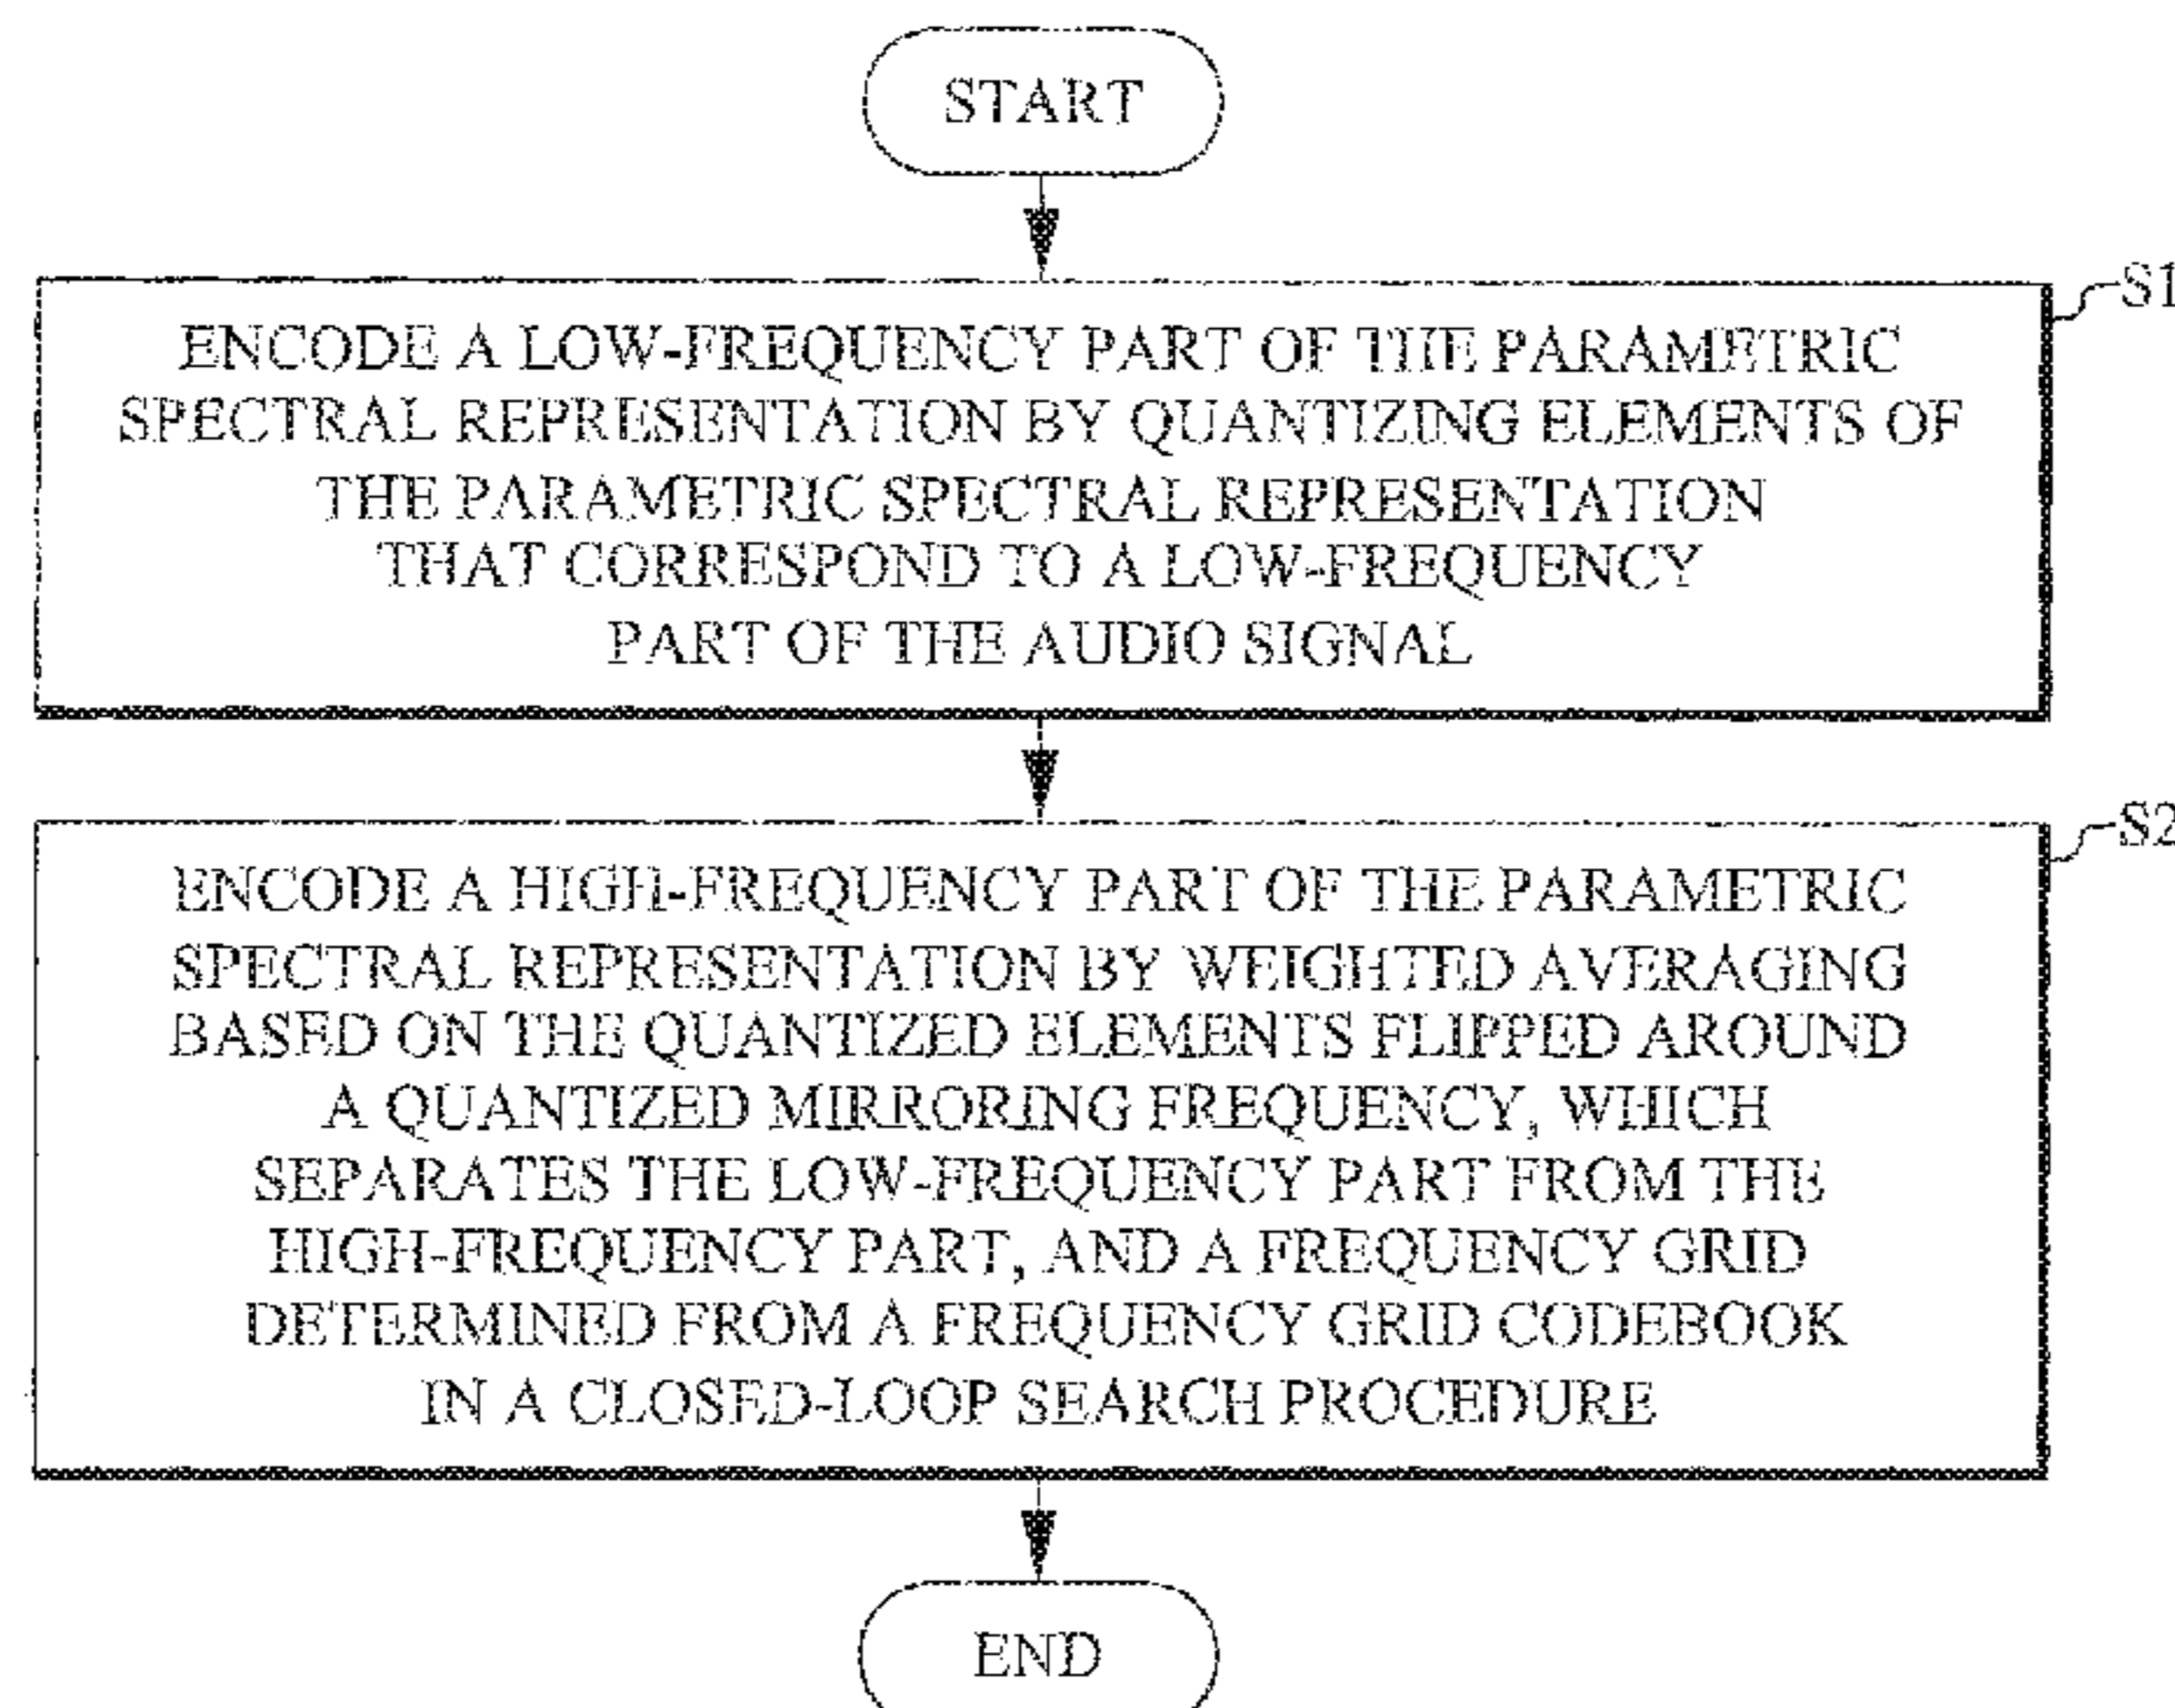 START
S1
ENCODE A LOW-FREQUENCY PART OF THE PARAMETRIC
SPECTRAL REPRESENTATION BY QUANTIZING ELEMENTS OF
THE PARAMETRIC SPECTRAL REPRESENTATION
THAT CORRESPOND TO A LOW-FREQUENCY
PART OF THE AUDIO SIGNAL
S2
ENCODE A HIGH-FREQUENCY PART OF THE PARAMETRIC
SPECTRAL REPRESENTATION BY WEIGHTED AVERAGING
BASED ON THE QUANTIZED ELEMENTS FLIPPED AROUND
A QUANTIZED MIRRORING FREQUENCY, WHICH
SEPARATES THE LOW-FREQUENCY PART FROM THE
HIGH-FREQUENCY PART, AND A FREQUENCY GRID
DETERMINED FROM A FREQUENCY GRID CODEBOOK
IN A CLOSED-LOOP SEARCH PROCEDURE
END